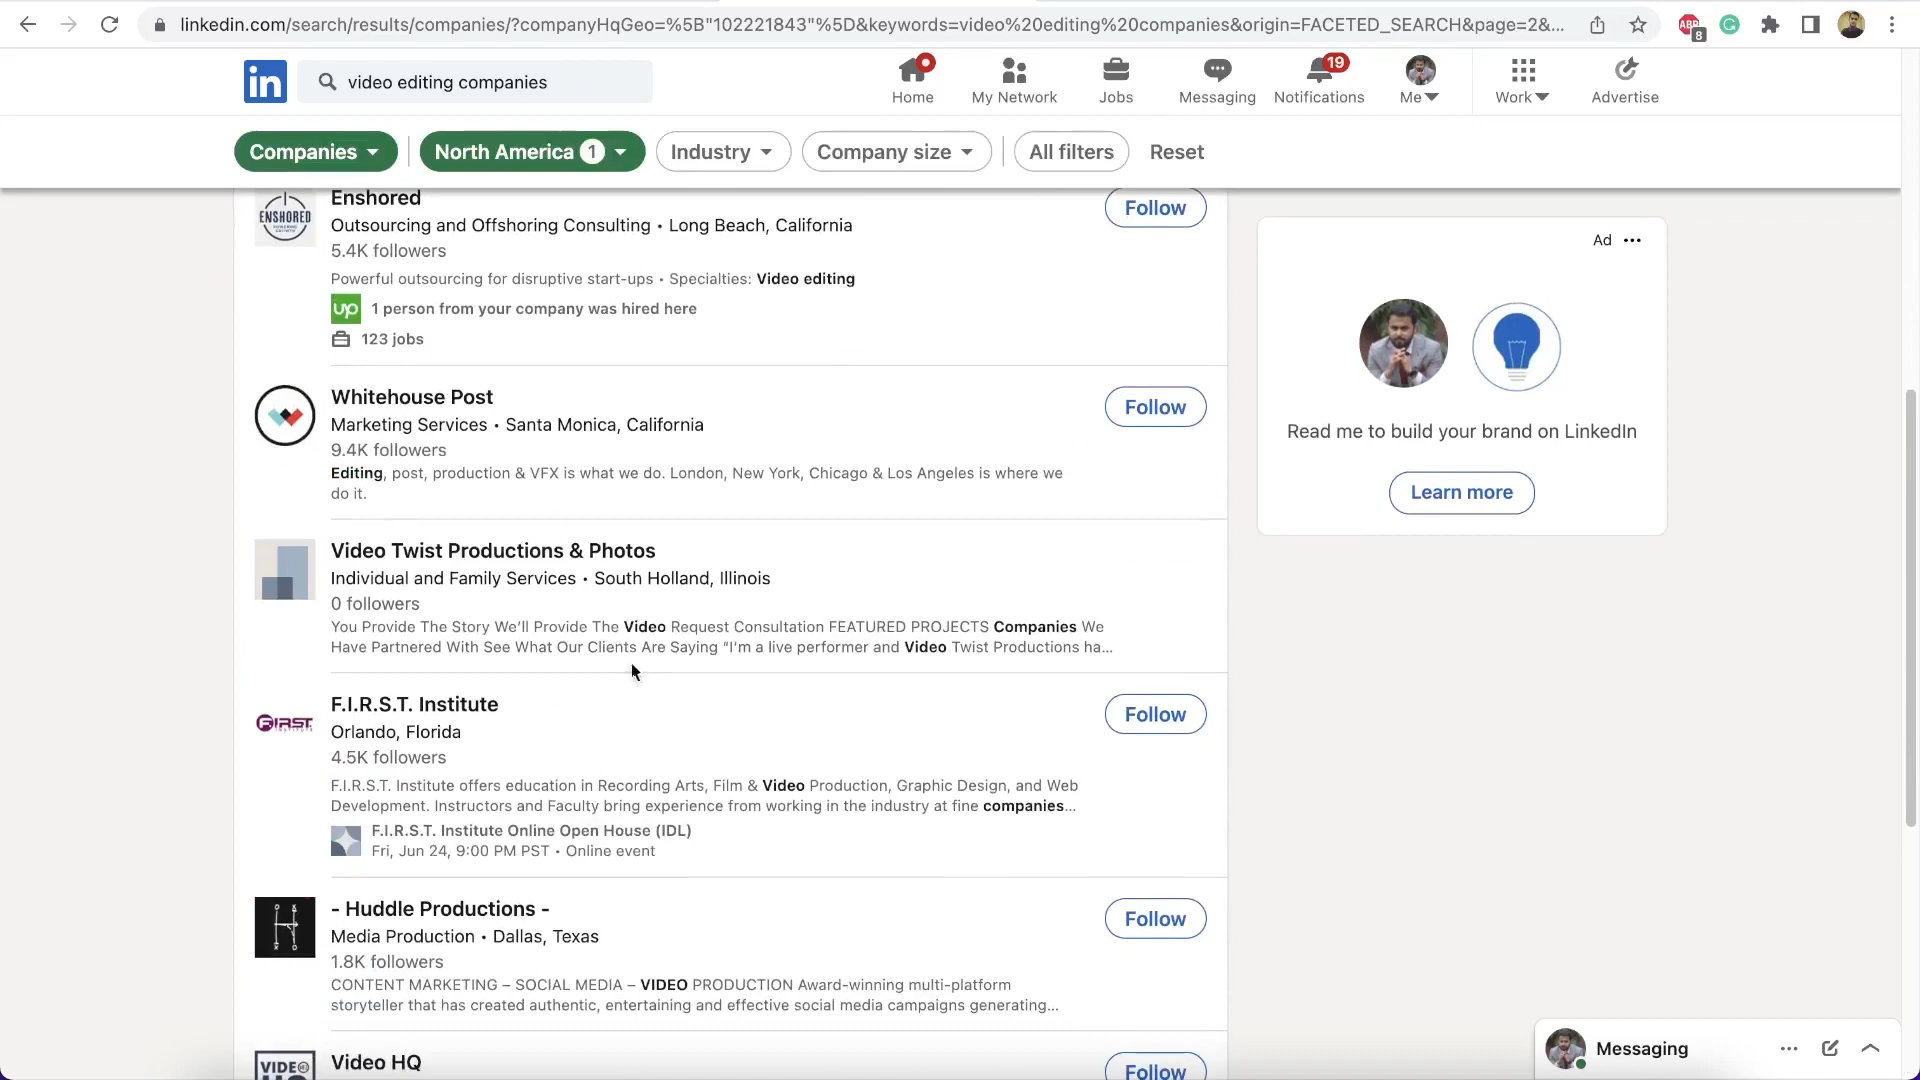 linkedin.com/search/results/companies/?companyHqGeo=%5B"102221843"%5D&keywords=video%20editing%20companies&origin=FACETED_SEARCH&page=2&...
ABP
8
G
in
video editing companies
Home
My Network
Jobs
Messaging
19
Notifications
Me
Work
Advertise
Companies
North America 1
Industry
Company size
All filters
Reset
ENSHORED
Enshored
Outsourcing and Offshoring Consulting • Long Beach, California
5.4K followers
Powerful outsourcing for disruptive start-ups • Specialties: Video editing
up
1 person from your company was hired here
123 jobs
Follow
Whitehouse Post
Marketing Services • Santa Monica, California
9.4K followers
Editing, post, production & VFX is what we do. London, New York, Chicago & Los Angeles is where we
do it.
Follow
Video Twist Productions & Photos
Individual and Family Services • South Holland, Illinois
0 followers
You Provide The Story We'll Provide The Video Request Consultation FEATURED PROJECTS Companies We
Have Partnered With See What Our Clients Are Saying "I'm a live performer and Video Twist Productions ha...
FIRST
F.I.R.S.T. Institute
Orlando, Florida
4.5K followers
F.I.R.S.T. Institute offers education in Recording Arts, Film & Video Production, Graphic Design, and Web
Development. Instructors and Faculty bring experience from working in the industry at fine companies...
F.I.R.S.T. Institute Online Open House (IDL)
Fri, Jun 24, 9:00 PM PST • Online event
Follow
- Huddle Productions -
Media Production • Dallas, Texas
1.8K followers
CONTENT MARKETING – SOCIAL MEDIA – VIDEO PRODUCTION Award-winning multi-platform
storyteller that has created authentic, entertaining and effective social media campaigns generating...
Follow
VIDEO
Video HQ
Follow
Ad
Read me to build your brand on LinkedIn
Learn more
Messaging